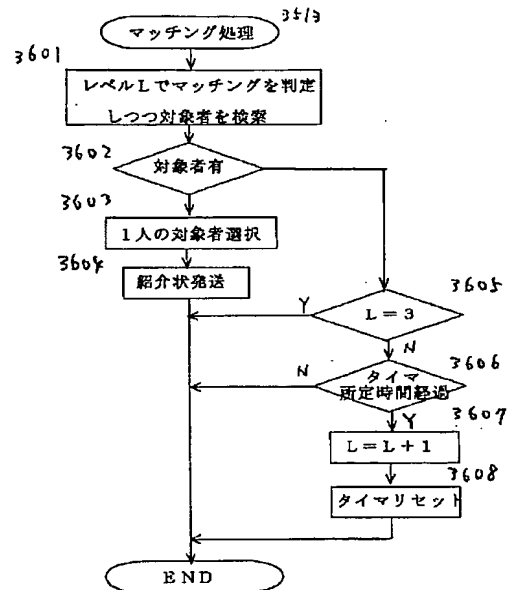 マッチング処理
3513
3601
レベルLでマッチングを判定
しつつ対象者を検索
3602
対象者有
3603
1人の対象者選択
3604
紹介状発送
3605
Y
L=3
N
3606
N
タイマ
所定時間経過
3607
Y
L=L+1
3608
タイマリセット
END